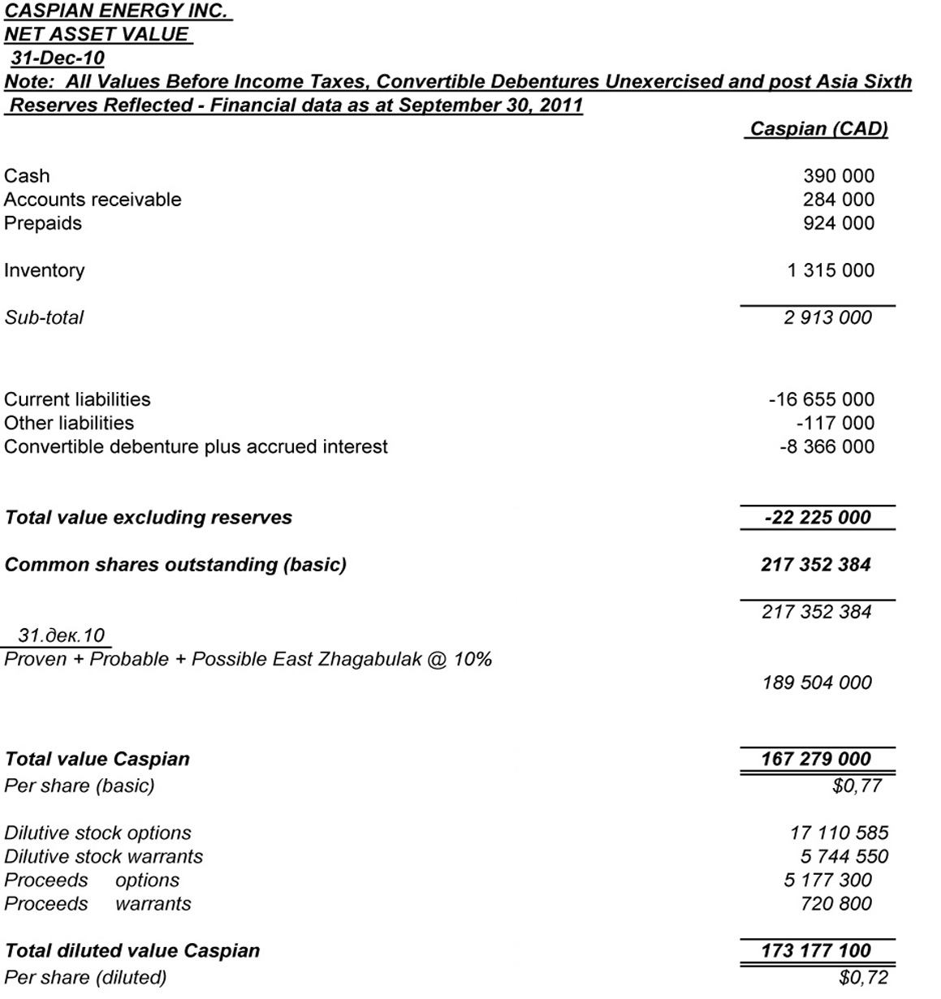 CASPIAN ENERGY INC.
NET ASSET VALUE
31-Dec-10
Note: All Values Before Income Taxes, Convertible Debentures Unexercised and post Asia Sixth
Reserves Reflected - Financial data as at September 30, 2011
Caspian (CAD)
Cash 390 000
Accounts receivable 284 000
Prepaids 924 000
Inventory 1 315 000
Sub-total 2 913 000
Current liabilities -16 655 000
Other liabilities -117 000
Convertible debenture plus accrued interest -8 366 000
Total value excluding reserves -22 225 000
Common shares outstanding (basic) 217 352 384
217 352 384
31.дек.10
Proven + Probable + Possible East Zhagabulak @ 10%
189 504 000
Total value Caspian 167 279 000
Per share (basic) $0,77
Dilutive stock options 17 110 585
Dilutive stock warrants 5 744 550
Proceeds options 5 177 300
Proceeds warrants 720 800
Total diluted value Caspian 173 177 100
Per share (diluted) $0,72